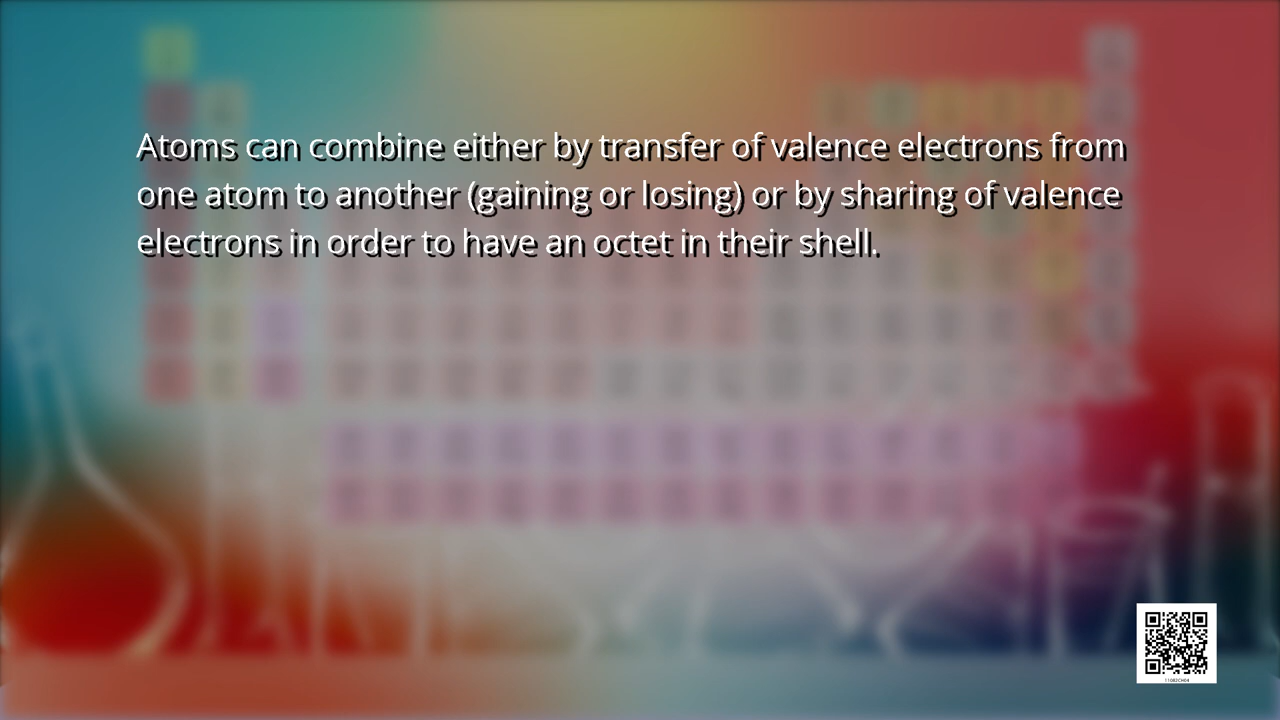 Atoms can combine either by transfer of valence electrons from
one atom to another (gaining or losing) or by sharing of valence
electrons in order to have an octet in their shell.